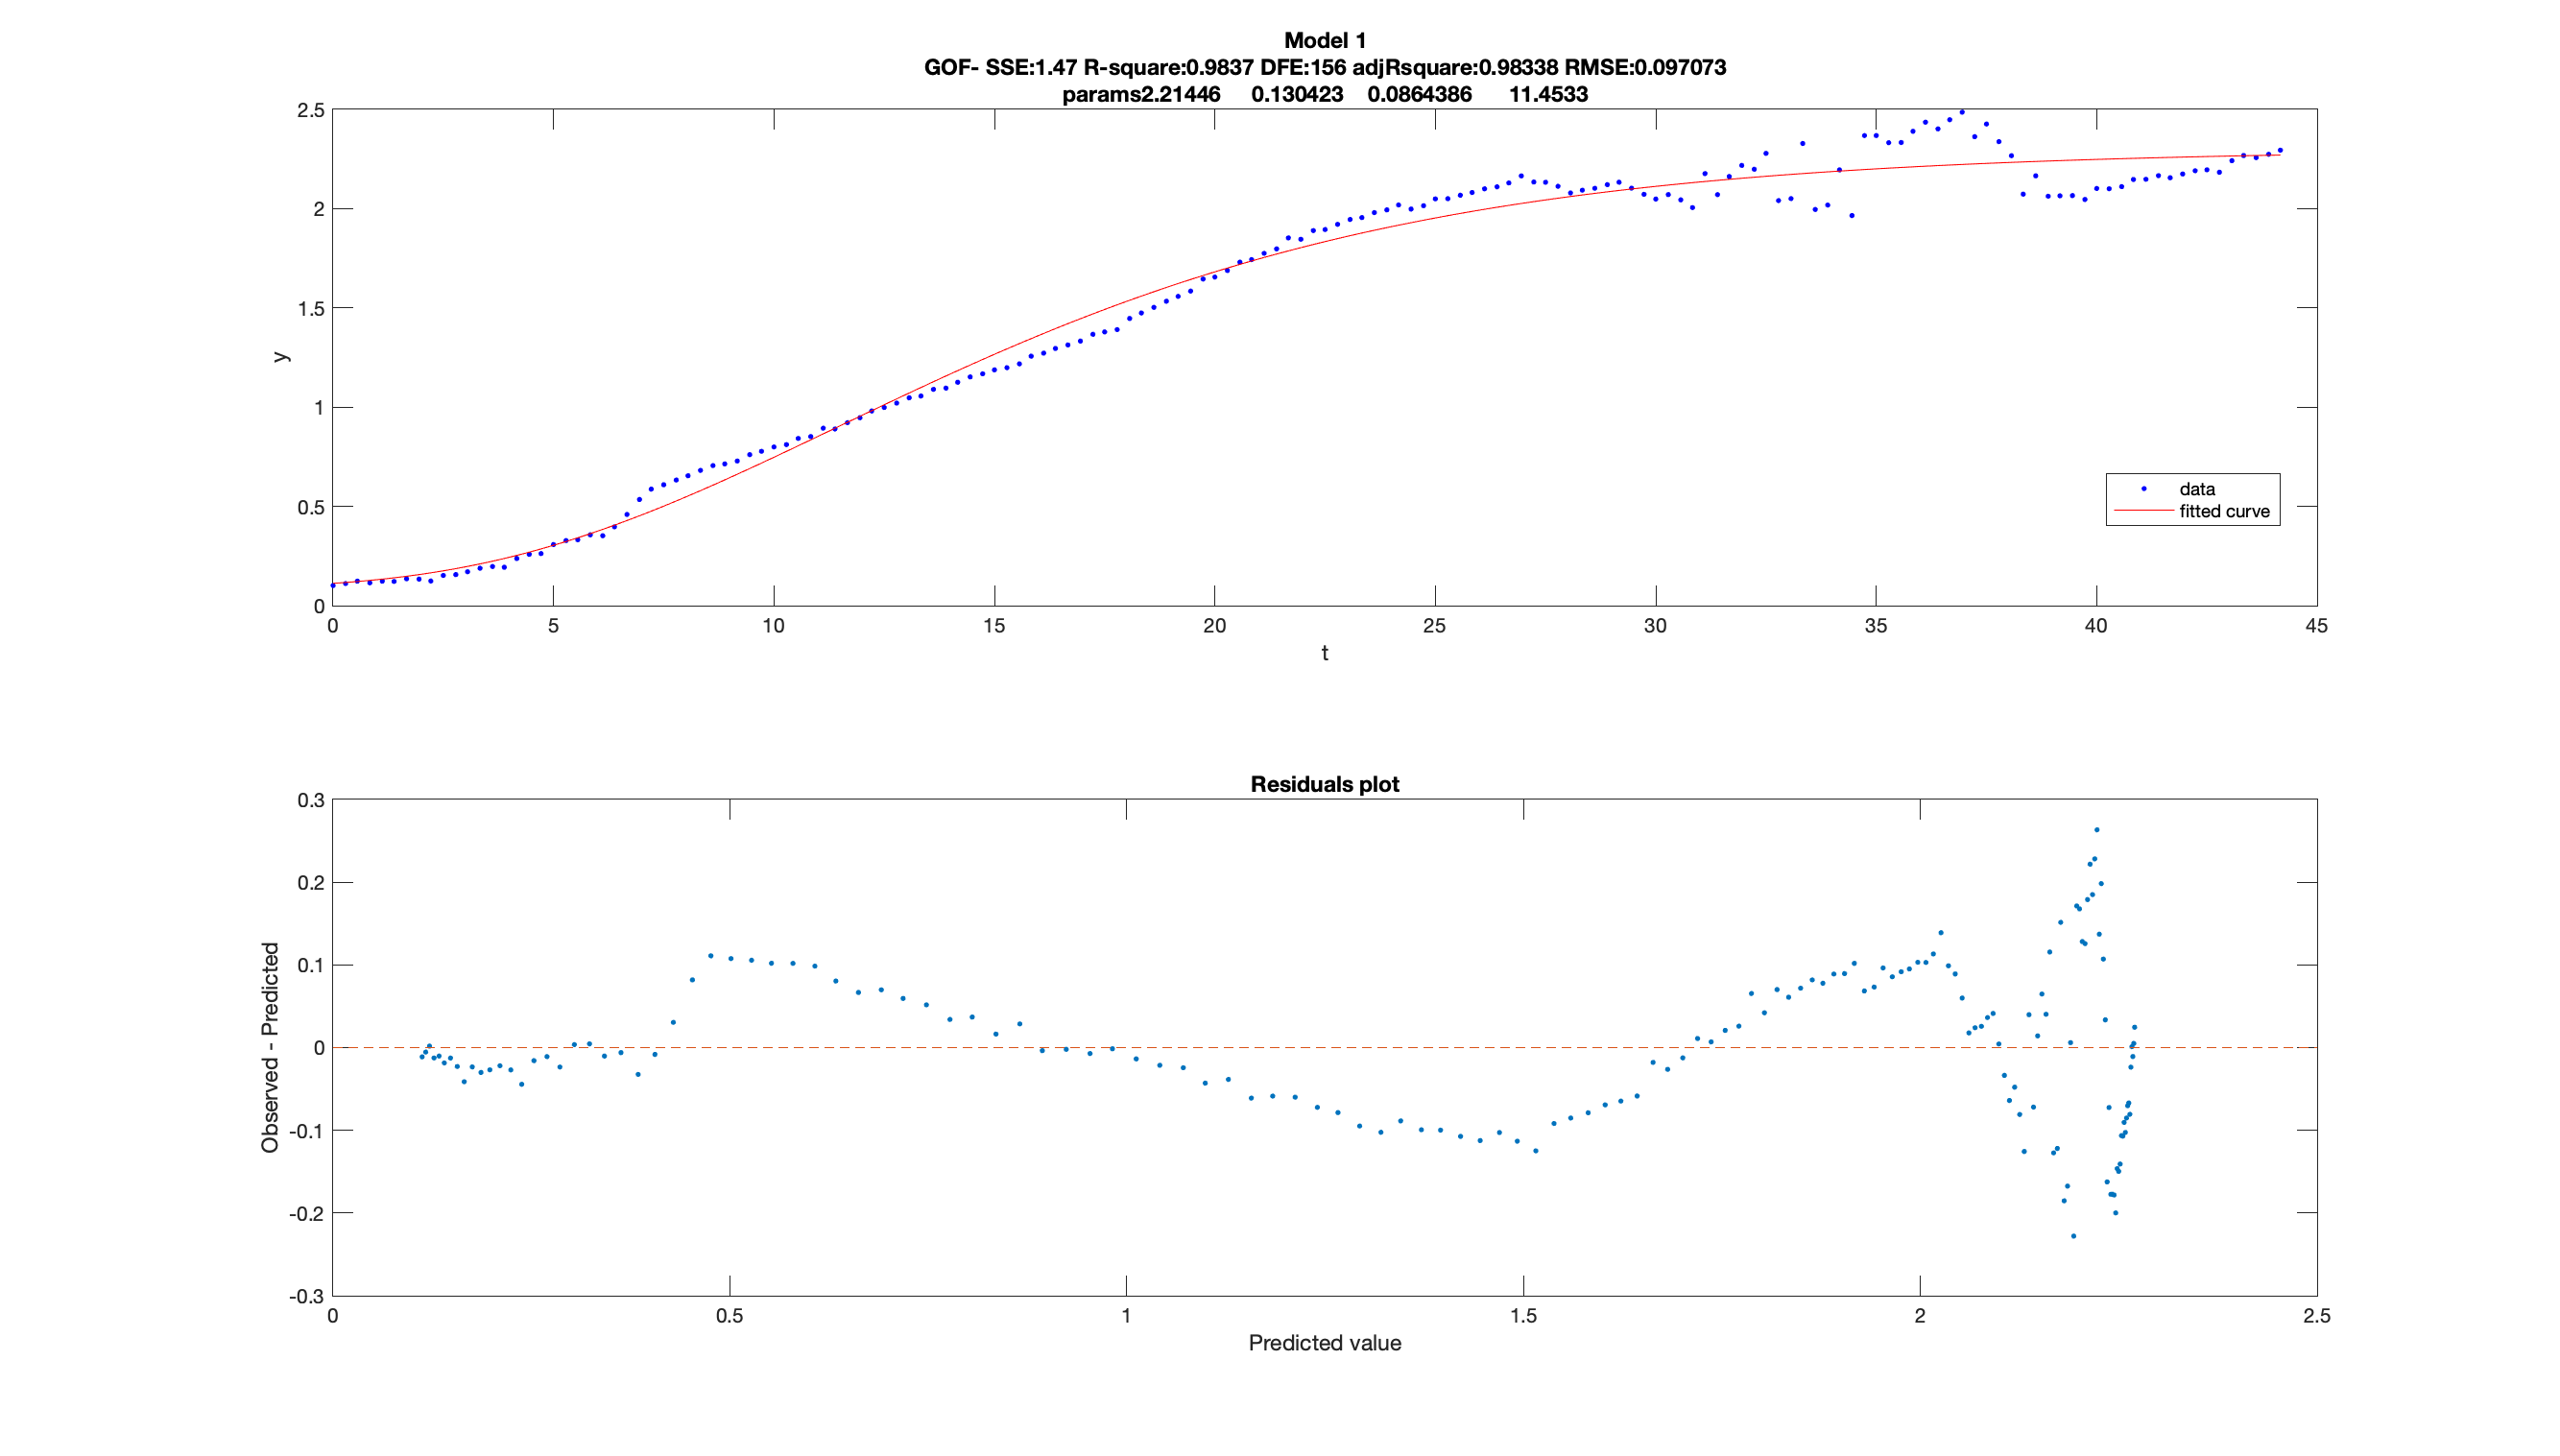 Model 1
GOF- SSE:1.47 R-square:0.9837 DFE:156 adjRsquare:0.98338 RMSE:0.097073
params2.21446 0.130423 0.0864386 11.4533
2.5
2
1.5
1
0.5
0
y
0 5 10 15 20 25 30 35 40 45
t
data
fitted curve
Residuals plot
0.3
0.2
0.1
0
-0.1
-0.2
-0.3
Observed - Predicted
0 0.5 1 1.5 2 2.5
Predicted value